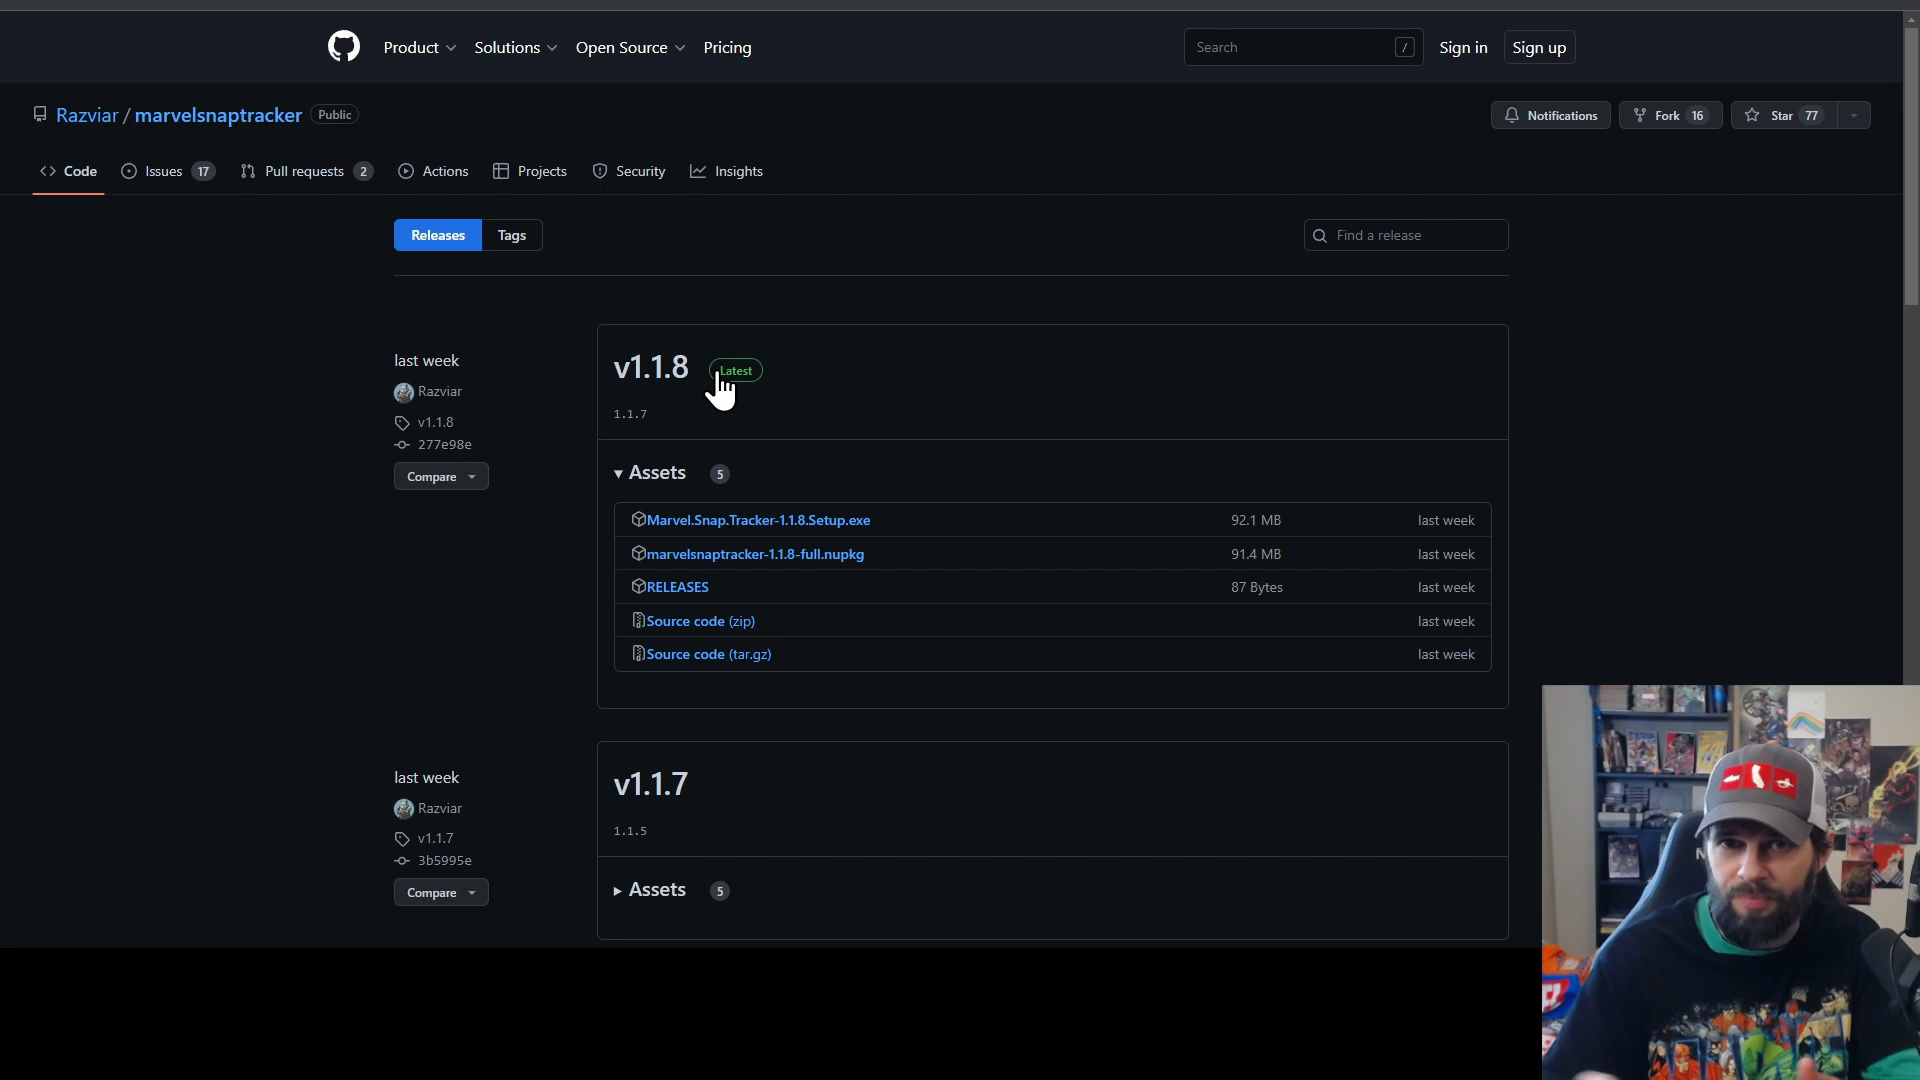 Product Solutions Open Source Pricing Search / Sign in Sign up
Razviar / marvelsnaptracker Public Notifications Fork 16 Star 77
Code Issues 17 Pull requests 2 Actions Projects Security Insights
Releases Tags Find a release
last week
Razviar
v1.1.8
277e98e
Compare
v1.1.8 Latest
1.1.7
Assets 5
Marvel.Snap.Tracker-1.1.8.Setup.exe 92.1 MB last week
marvelsnaptracker-1.1.8-full.nupkg 91.4 MB last week
RELEASES 87 Bytes last week
Source code (zip) last week
Source code (tar.gz) last week
last week
Razviar
v1.1.7
3b5995e
Compare
v1.1.7
1.1.5
Assets 5